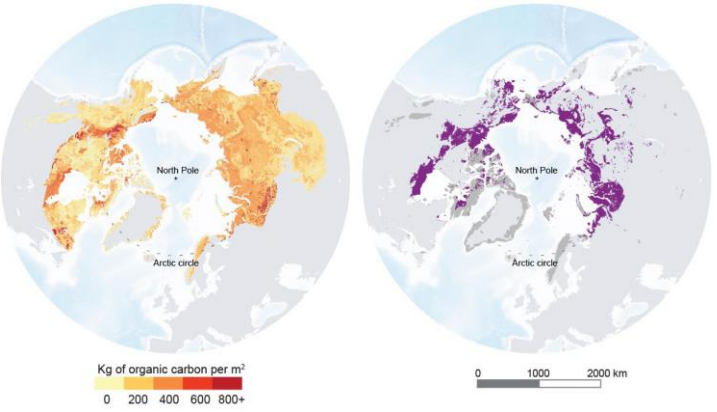 North Pole
Arctic circle
North Pole
Arctic circle
Kg of organic carbon per m²
0 200 400 600 800+
0 1000 2000 km